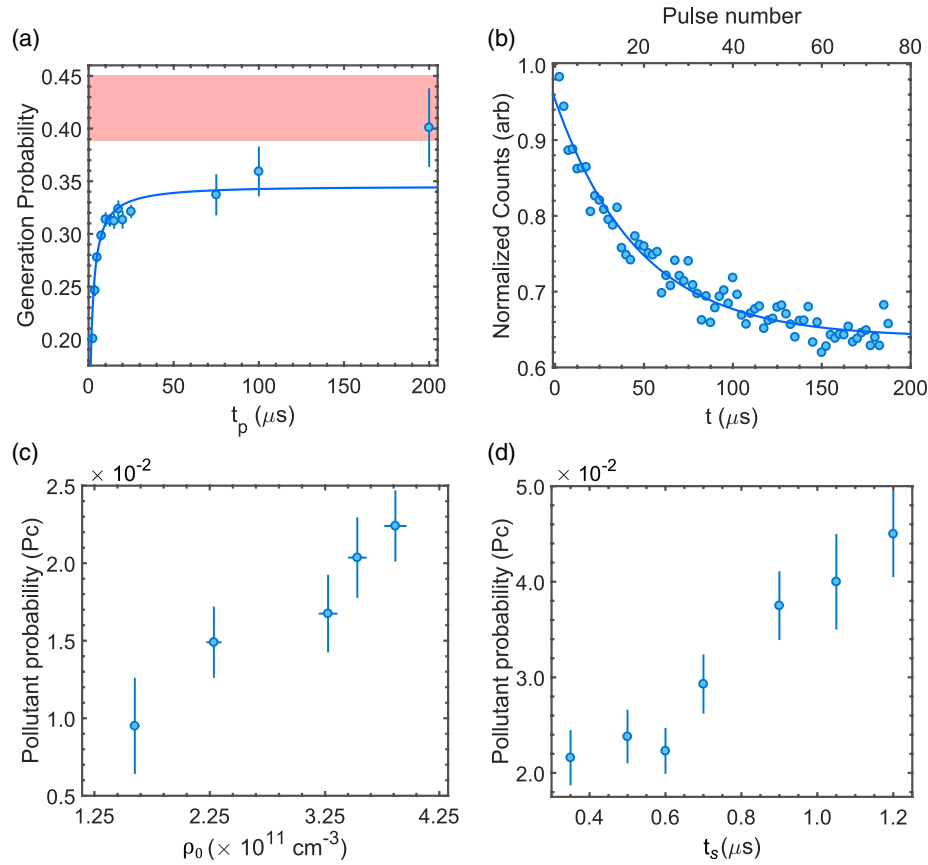 (a)
Generation Probability
0.45
0.40
0.35
0.30
0.25
0.20
0 50 100 150 200
t_p (μs)
(b)
Pulse number
20 40 60 80
Normalized Counts (arb)
1.0
0.9
0.8
0.7
0.6
0 50 100 150 200
t (μs)
(c)
× 10⁻²
Pollutant probability (Pc)
2.5
2.0
1.5
1.0
0.5
1.25 2.25 3.25 4.25
ρ₀ (× 10¹¹ cm⁻³)
(d)
× 10⁻²
Pollutant probability (Pc)
5.0
4.0
3.0
2.0
0.4 0.6 0.8 1.0 1.2
t_s(μs)